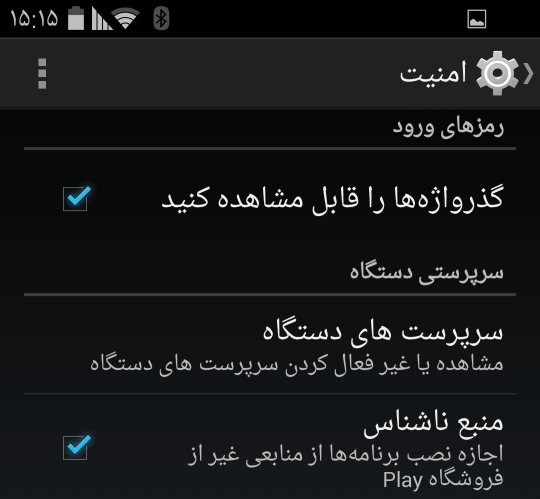 ۱۵:۱۵
امنیت
رمزهای ورود
گذرواژه‌ها را قابل مشاهده کنید
سرپرستی دستگاه
سرپرست های دستگاه
مشاهده یا غیر فعال کردن سرپرست های دستگاه
منبع ناشناس
اجازه نصب برنامه‌ها از منابعی غیر از
فروشگاه Play